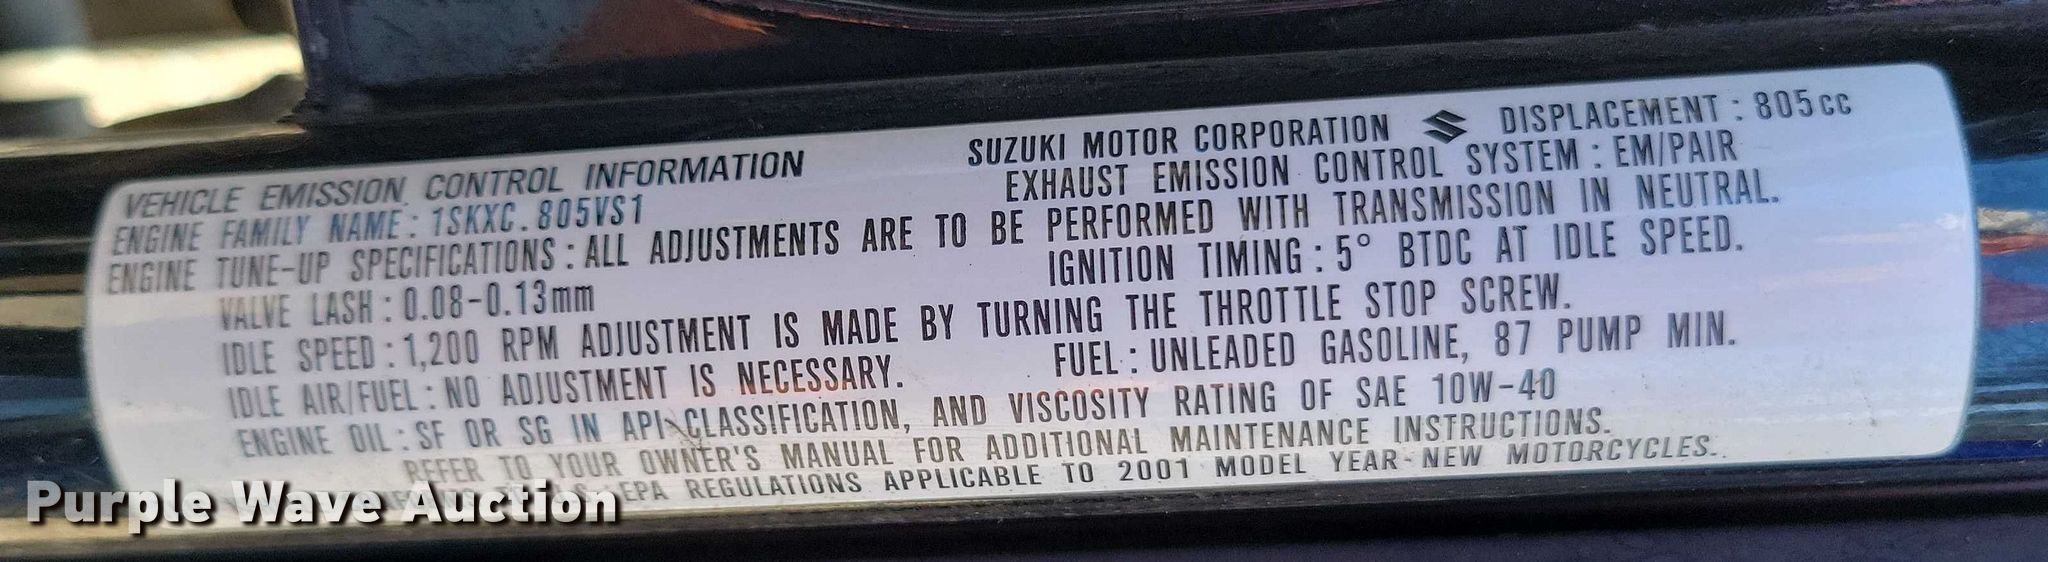 VEHICLE EMISSION CONTROL INFORMATION SUZUKI MOTOR CORPORATION DISPLACEMENT : 805cc
ENGINE FAMILY NAME : 1SKXC.805VS1 EXHAUST EMISSION CONTROL SYSTEM : EM/PAIR
ENGINE TUNE-UP SPECIFICATIONS : ALL ADJUSTMENTS ARE TO BE PERFORMED WITH TRANSMISSION IN NEUTRAL.
VALVE LASH : 0.08-0.13mm IGNITION TIMING : 5° BTDC AT IDLE SPEED.
IDLE SPEED : 1,200 RPM ADJUSTMENT IS MADE BY TURNING THE THROTTLE STOP SCREW.
IDLE AIR/FUEL : NO ADJUSTMENT IS NECESSARY. FUEL : UNLEADED GASOLINE, 87 PUMP MIN.
ENGINE OIL : SF OR SG IN API CLASSIFICATION, AND VISCOSITY RATING OF SAE 10W-40
REFER TO YOUR OWNER'S MANUAL FOR ADDITIONAL MAINTENANCE INSTRUCTIONS.
EPA REGULATIONS APPLICABLE TO 2001 MODEL YEAR NEW MOTORCYCLES.
Purple Wave Auction